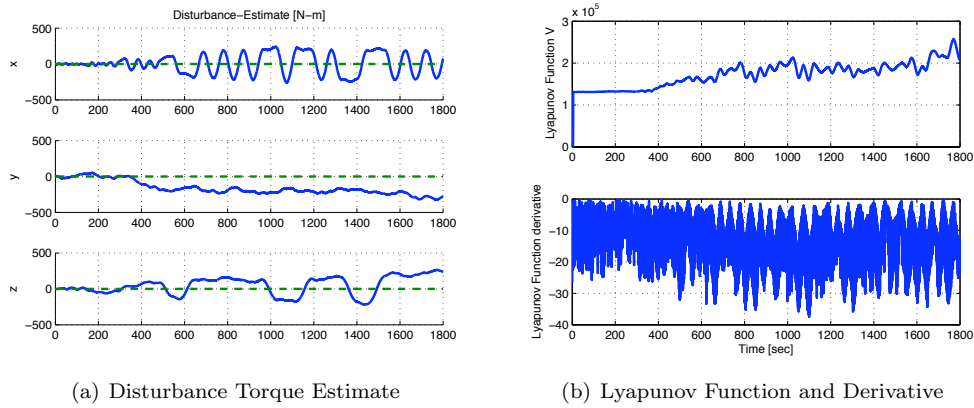 Disturbance−Estimate [N−m]
500
0
−500
x
0 200 400 600 800 1000 1200 1400 1600 1800
500
0
−500
y
0 200 400 600 800 1000 1200 1400 1600 1800
500
0
−500
z
0 200 400 600 800 1000 1200 1400 1600 1800
(a) Disturbance Torque Estimate
x 10⁵
3
2
1
0
Lyapunov Function V
0 200 400 600 800 1000 1200 1400 1600 1800
0
−10
−20
−30
−40
Lyapunov Function derivative
0 200 400 600 800 1000 1200 1400 1600 1800
Time [sec]
(b) Lyapunov Function and Derivative